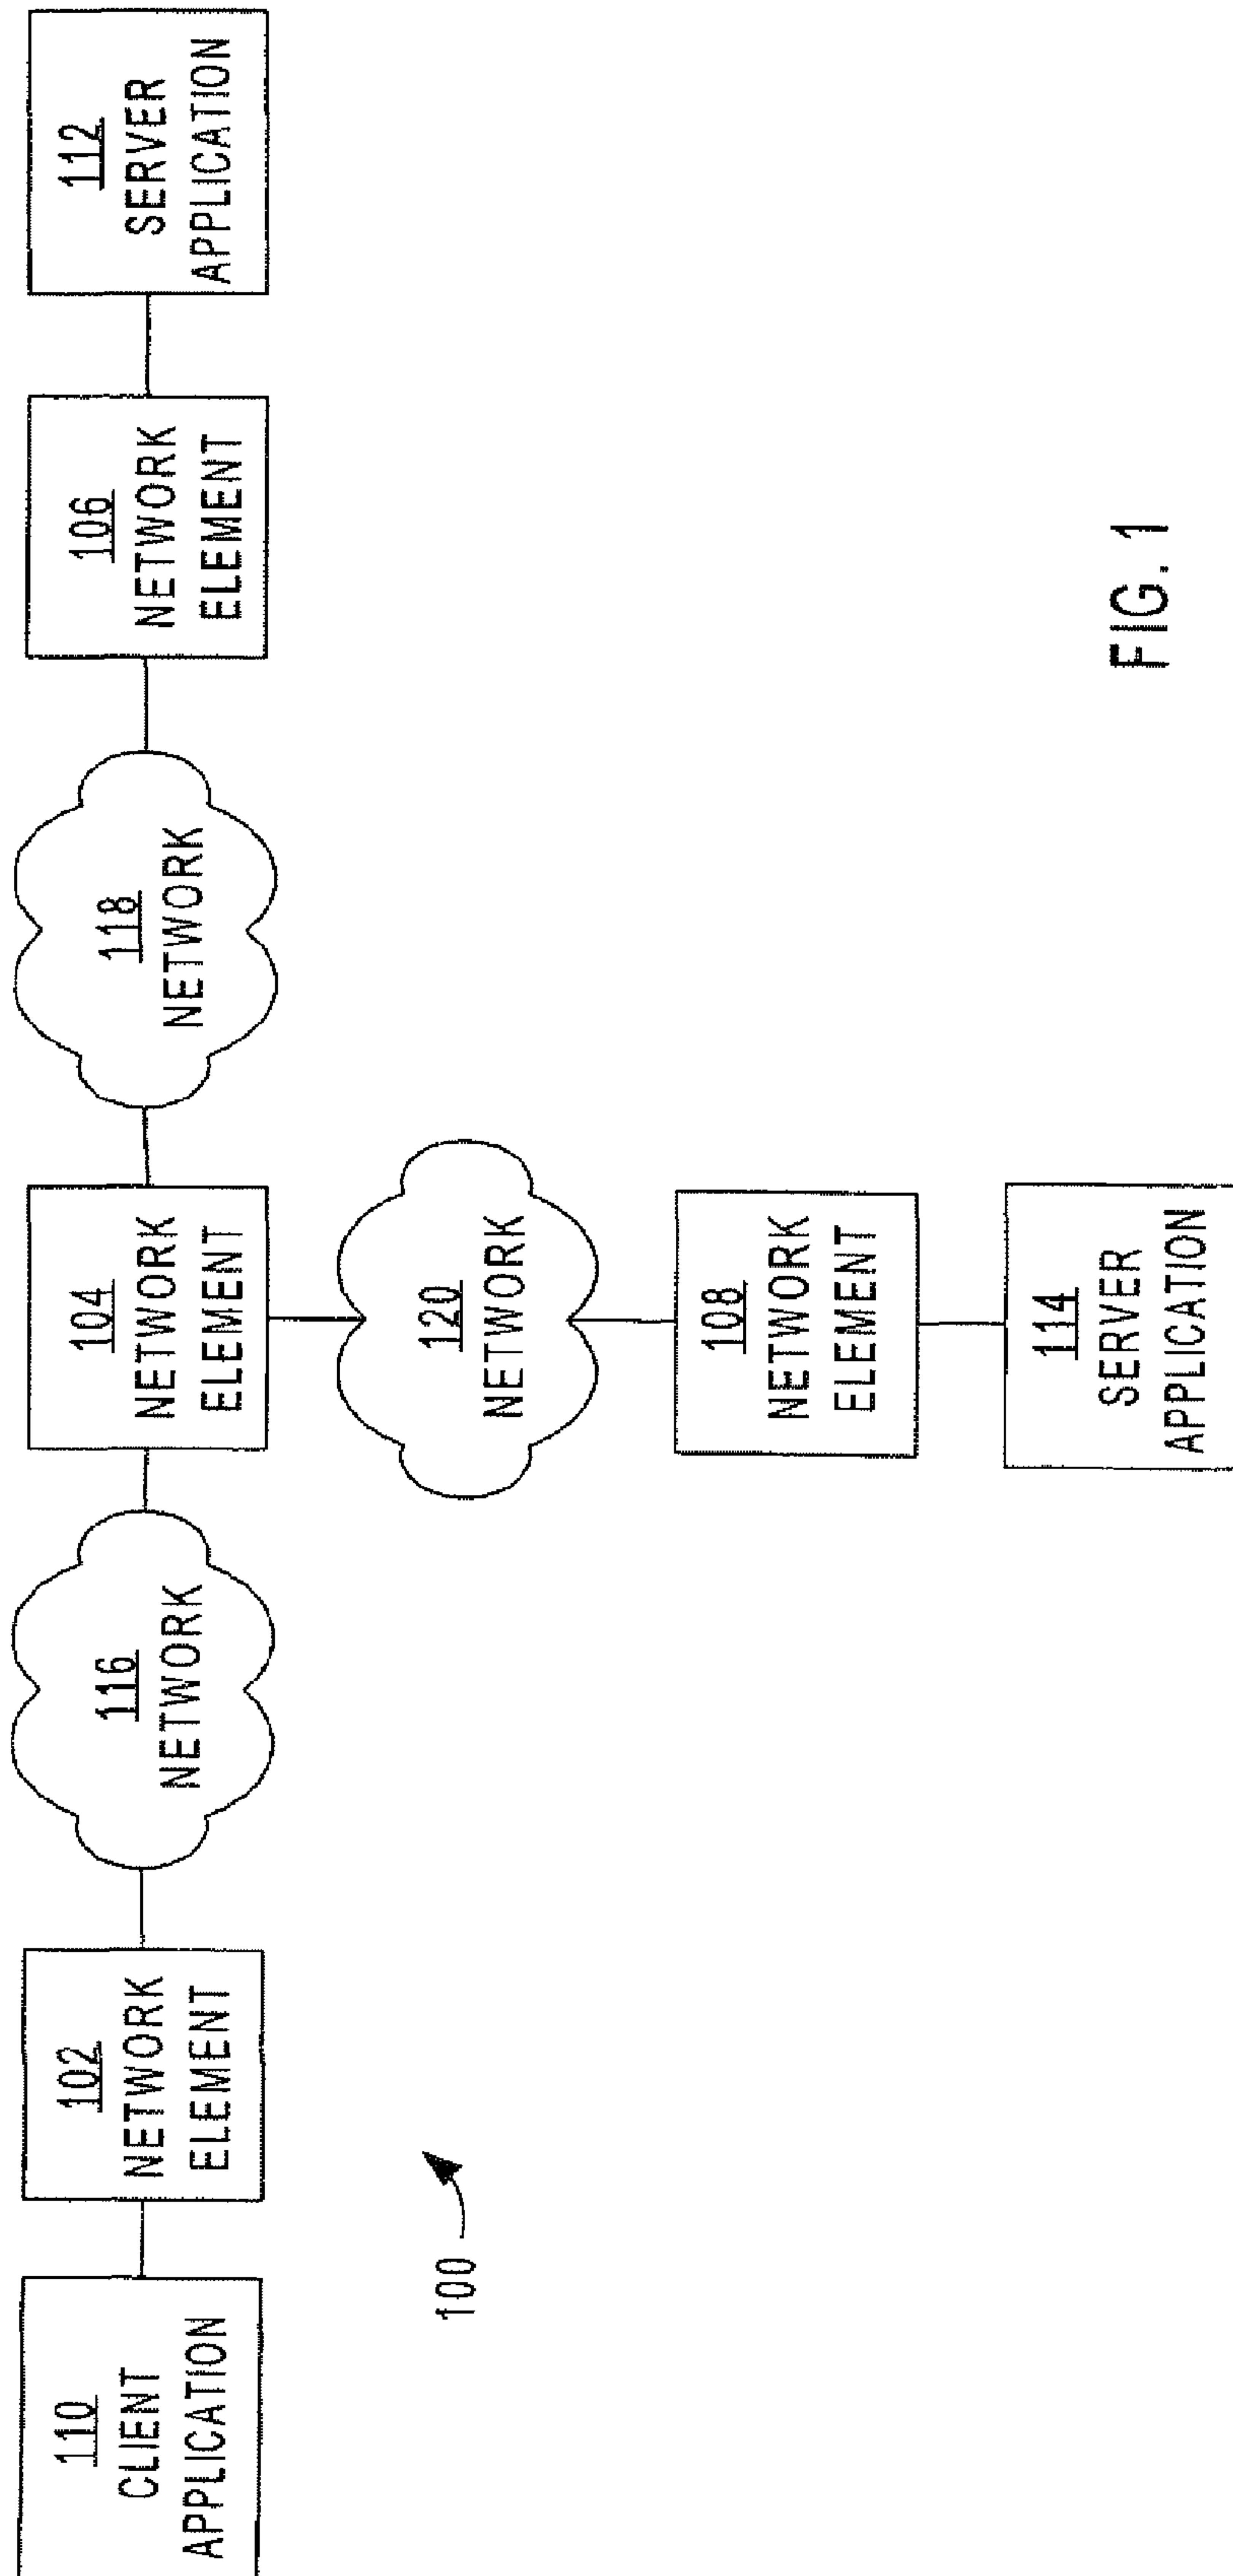 110
CLIENT
APPLICATION
102
NETWORK
ELEMENT
116
NETWORK
104
NETWORK
ELEMENT
118
NETWORK
106
NETWORK
ELEMENT
112
SERVER
APPLICATION
120
NETWORK
108
NETWORK
ELEMENT
114
SERVER
APPLICATION
100
FIG. 1